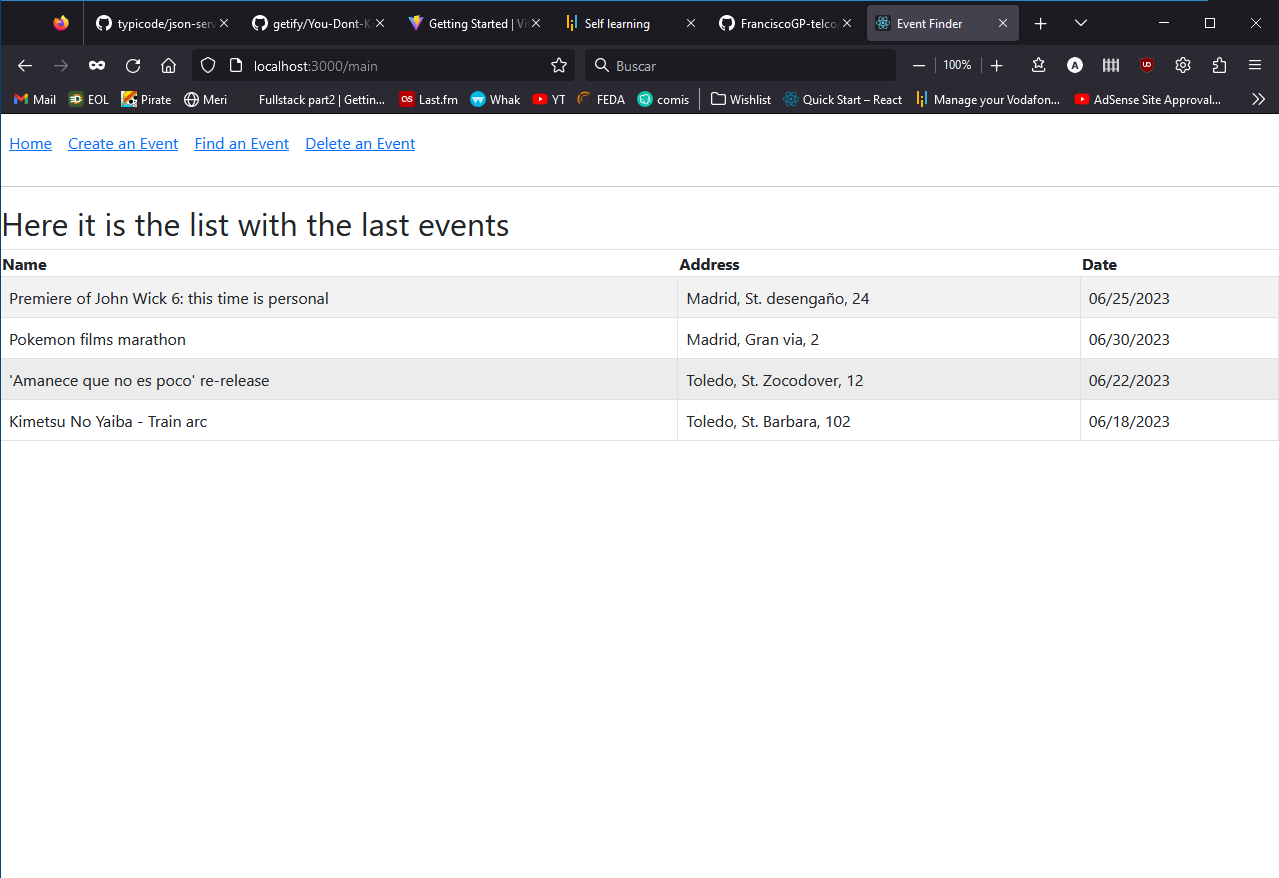 typicode/json-serv
getify/You-Dont-K
Getting Started | Vi
Self learning
FranciscoGP-telco
Event Finder
localhost:3000/main
Buscar
100%
A
UD
Mail
EOL
Pirate
Meri
Fullstack part2 | Gettin...
Last.fm
Whak
YT
FEDA
comis
Wishlist
Quick Start – React
Manage your Vodafon...
AdSense Site Approval...
Home Create an Event Find an Event Delete an Event
Here it is the list with the last events
Name Address Date
Premiere of John Wick 6: this time is personal Madrid, St. desengaño, 24 06/25/2023
Pokemon films marathon Madrid, Gran via, 2 06/30/2023
'Amanece que no es poco' re-release Toledo, St. Zocodover, 12 06/22/2023
Kimetsu No Yaiba - Train arc Toledo, St. Barbara, 102 06/18/2023